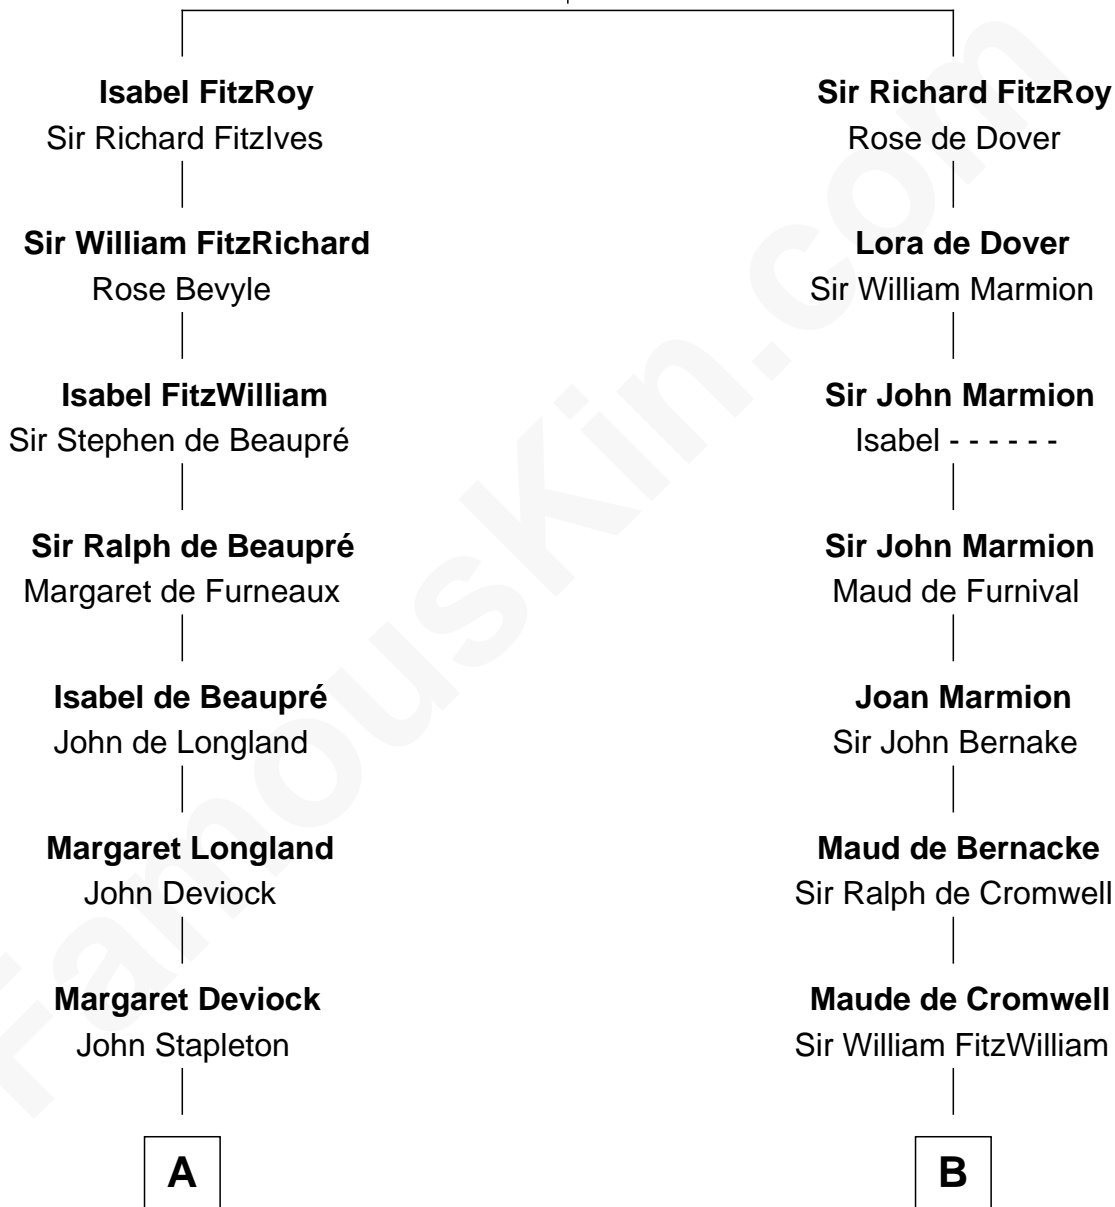 Isabel FitzRoy
Sir Richard FitzIves
Sir William FitzRichard
Rose Bevyle
Isabel FitzWilliam
Sir Stephen de Beaupré
Sir Ralph de Beaupré
Margaret de Furneaux
Isabel de Beaupré
John de Longland
Margaret Longland
John Deviock
Margaret Deviock
John Stapleton
A
Sir Richard FitzRoy
Rose de Dover
Lora de Dover
Sir William Marmion
Sir John Marmion
Isabel - - - - - -
Sir John Marmion
Maud de Furnival
Joan Marmion
Sir John Bernake
Maud de Bernacke
Sir Ralph de Cromwell
Maude de Cromwell
Sir William FitzWilliam
B
FamousKin.com